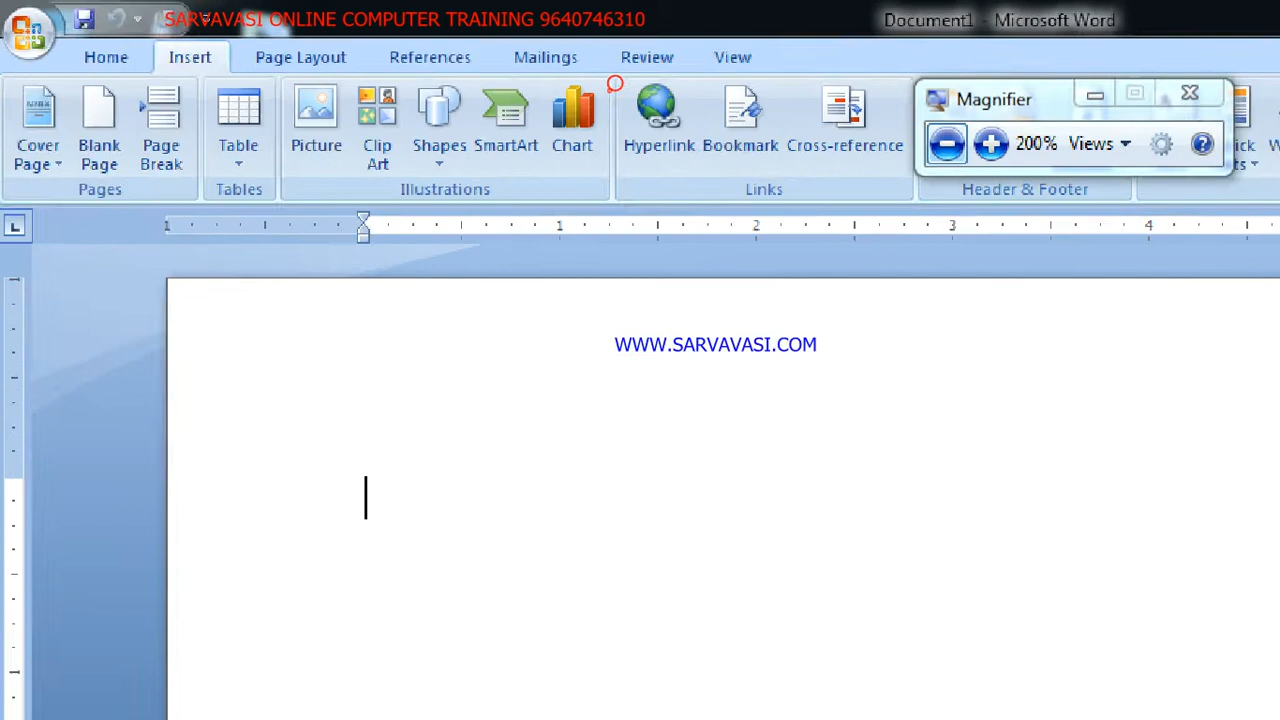 SARVAVASI ONLINE COMPUTER TRAINING 9640746310
Document1 - Microsoft Word
Home Insert Page Layout References Mailings Review View
Magnifier
200% Views
Cover Page
Blank Page
Page Break
Table
Picture
Clip Art
Shapes
SmartArt
Chart
Hyperlink
Bookmark
Cross-reference
Pages Tables Illustrations Links Header & Footer
1 1 2 3 4
WWW.SARVAVASI.COM
1